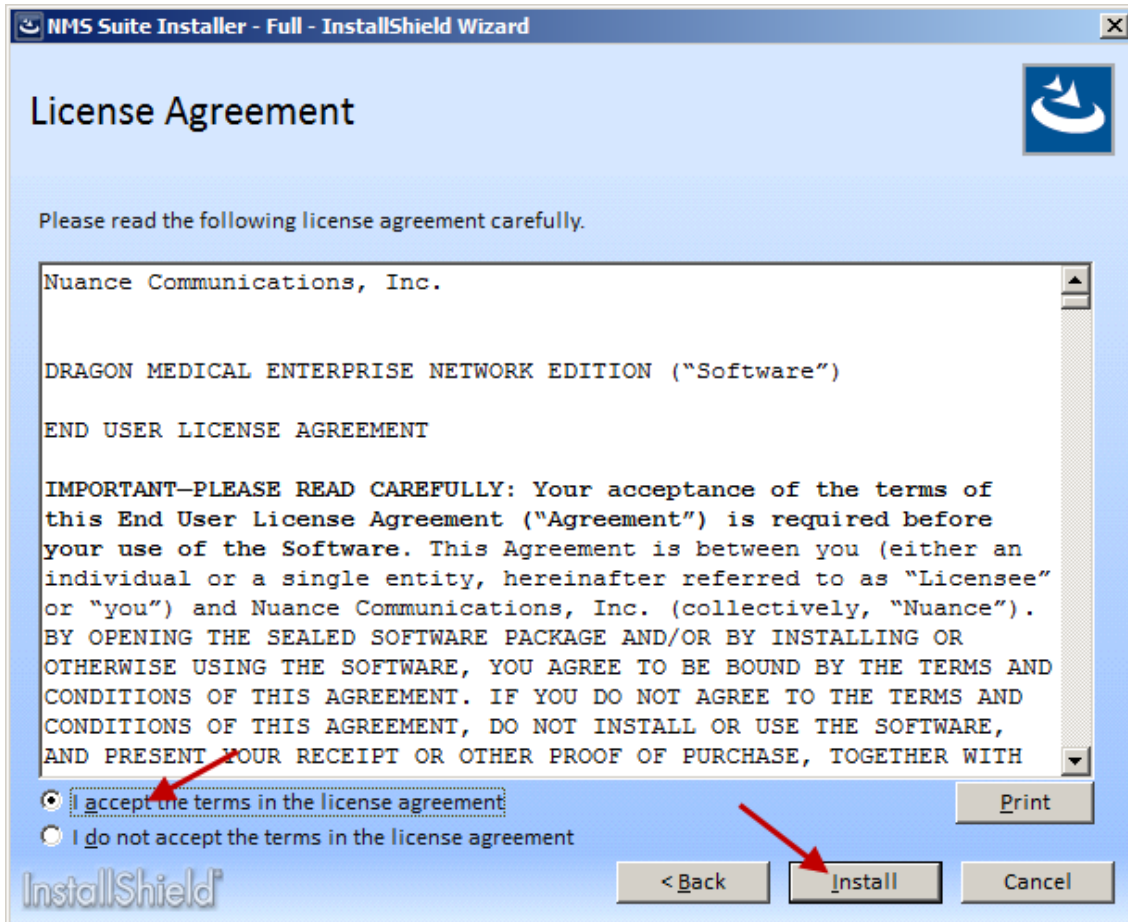 NMS Suite Installer - Full - InstallShield Wizard
License Agreement
Please read the following license agreement carefully.
Nuance Communications, Inc.
DRAGON MEDICAL ENTERPRISE NETWORK EDITION (“Software”)
END USER LICENSE AGREEMENT
IMPORTANT—PLEASE READ CAREFULLY: Your acceptance of the terms of
this End User License Agreement (“Agreement”) is required before
your use of the Software. This Agreement is between you (either an
individual or a single entity, hereinafter referred to as “Licensee”
or “you”) and Nuance Communications, Inc. (collectively, “Nuance”).
BY OPENING THE SEALED SOFTWARE PACKAGE AND/OR BY INSTALLING OR
OTHERWISE USING THE SOFTWARE, YOU AGREE TO BE BOUND BY THE TERMS AND
CONDITIONS OF THIS AGREEMENT. IF YOU DO NOT AGREE TO THE TERMS AND
CONDITIONS OF THIS AGREEMENT, DO NOT INSTALL OR USE THE SOFTWARE,
AND PRESENT YOUR RECEIPT OR OTHER PROOF OF PURCHASE, TOGETHER WITH
I accept the terms in the license agreement
Print
I do not accept the terms in the license agreement
InstallShield
< Back
Install
Cancel